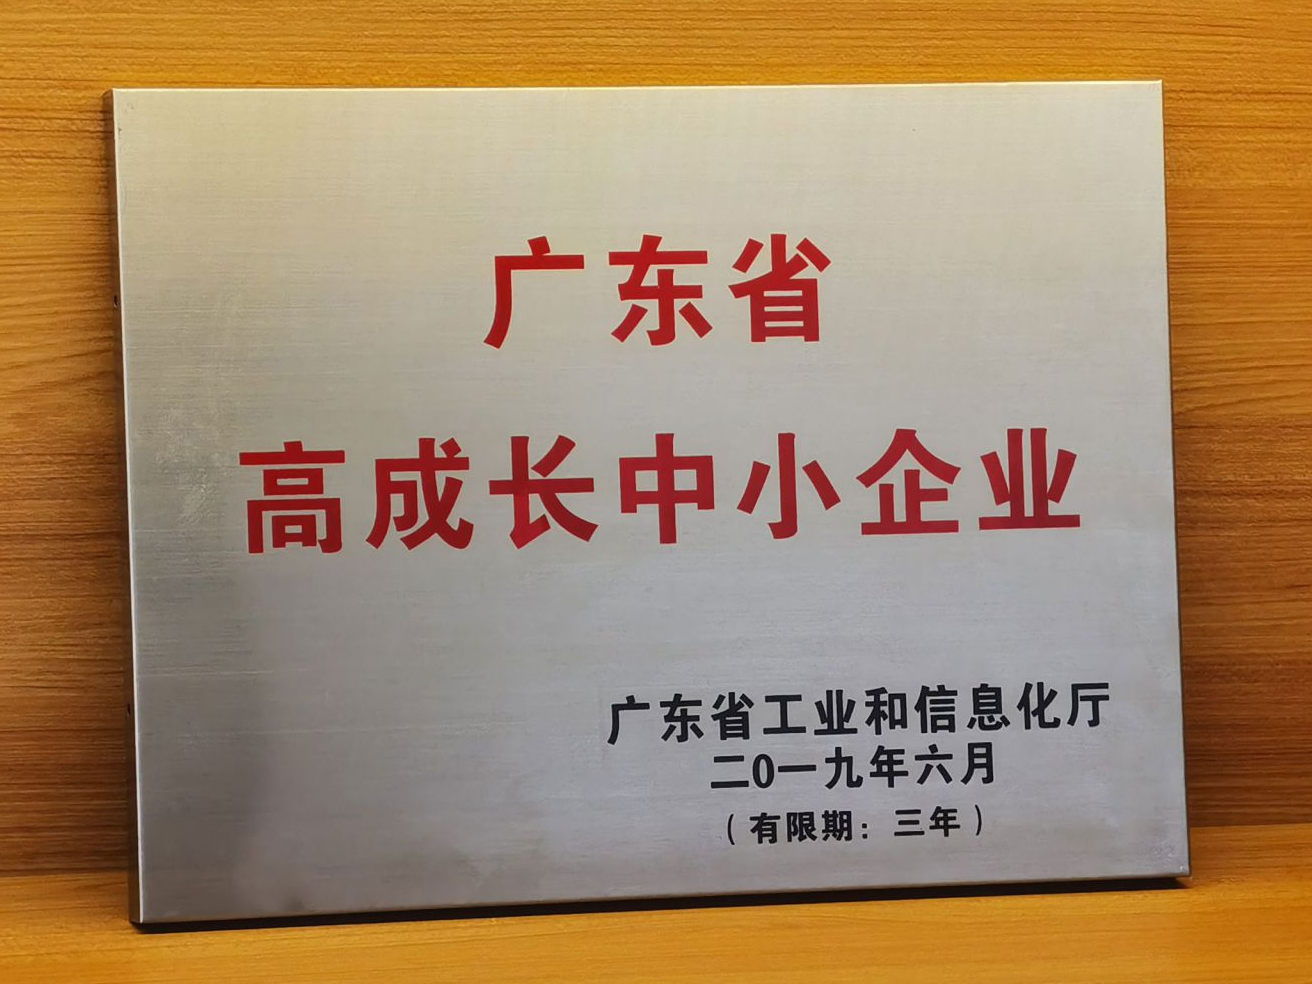 广东省
高成长中小企业
广东省工业和信息化厅
二0一九年六月
（有限期：三年）